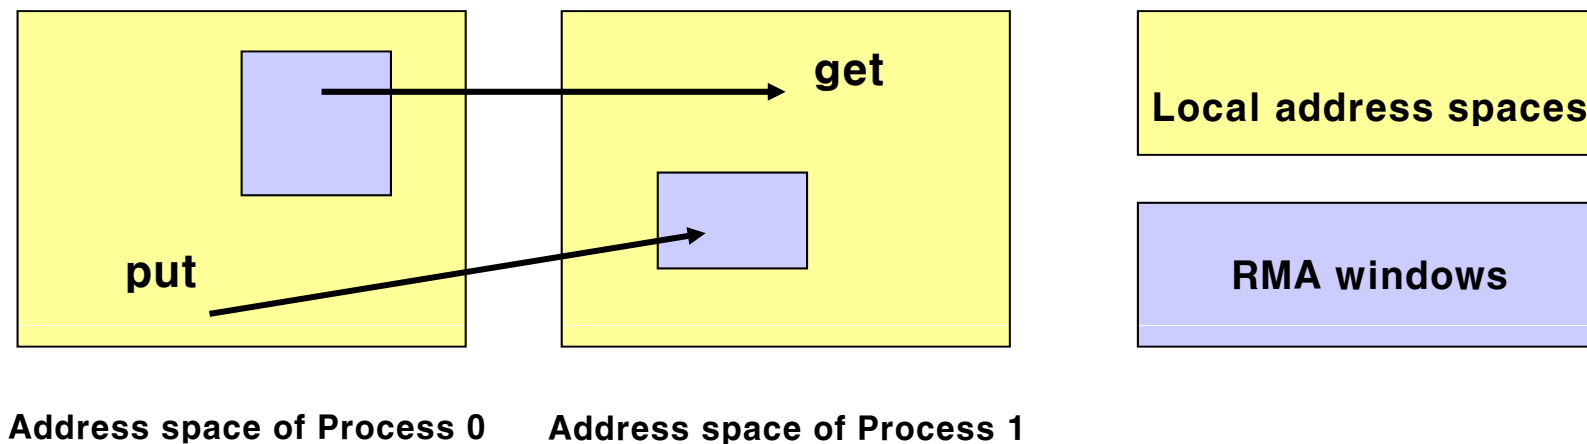 get
Local address spaces
put
RMA windows
Address space of Process 0
Address space of Process 1